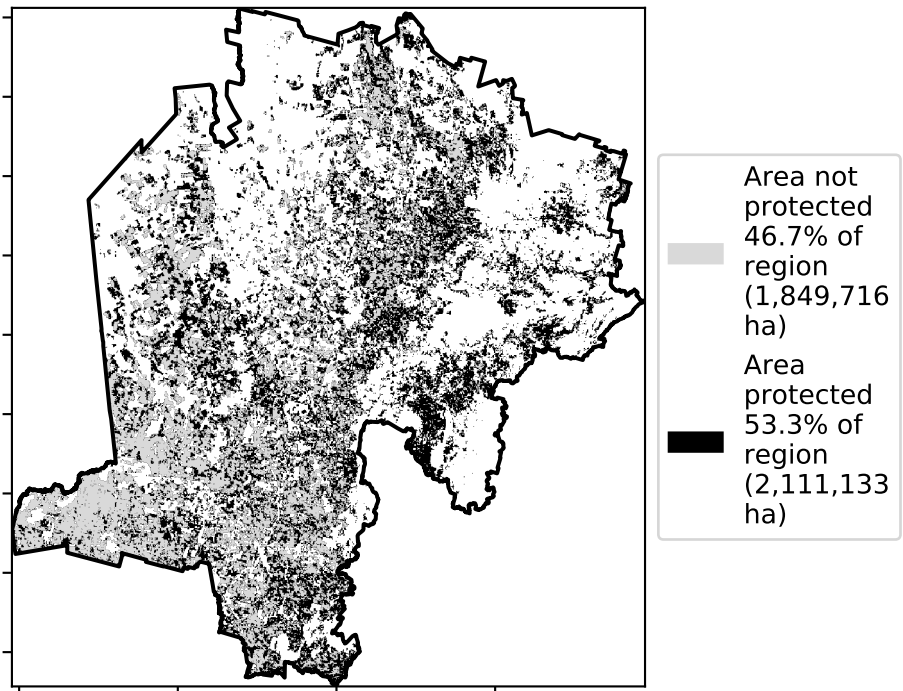 Area not
protected
46.7% of
region
(1,849,716
ha)
Area
protected
53.3% of
region
(2,111,133
ha)